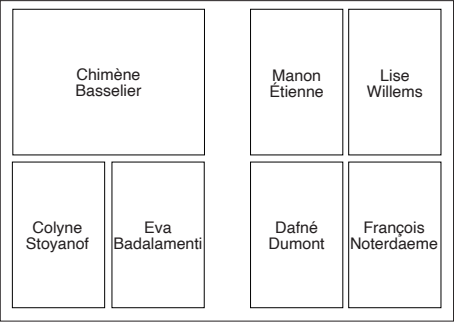 Chimène
Basselier
Manon
Étienne
Lise
Willems
Colyne
Stoyanof
Eva
Badalamenti
Dafné
Dumont
François
Noterdaeme